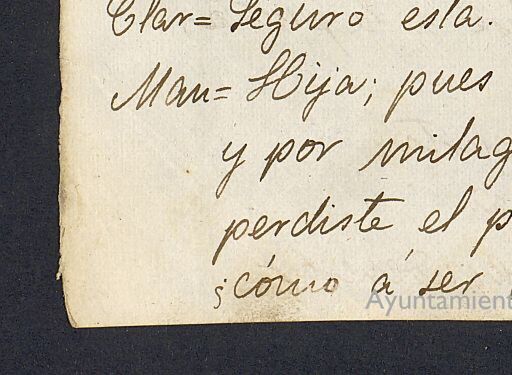 Clar= Seguro esta.
Man= Hija; pues
y por milag
perdiste el p
¿cómo á ser
Ayuntamient